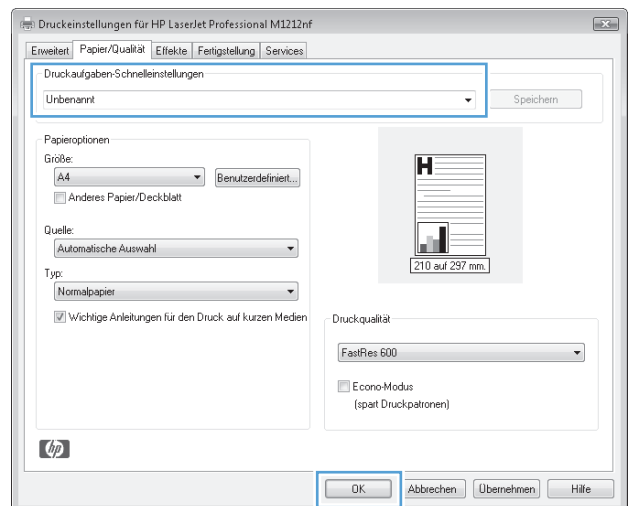 Druckeinstellungen für HP LaserJet Professional M1212nf
Erweitert Papier/Qualität Effekte Fertigstellung Services
Druckaufgaben-Schnelleinstellungen
Unbenannt Speichern
Papieroptionen
Größe:
A4 Benutzerdefiniert...
Anderes Papier/Deckblatt
Quelle:
Automatische Auswahl
Typ:
Normalpapier
Wichtige Anleitungen für den Druck auf kurzen Medien
H
210 auf 297 mm.
Druckqualität
FastRes 600
Econo-Modus
(spart Druckpatronen)
hp
OK Abbrechen Übernehmen Hilfe